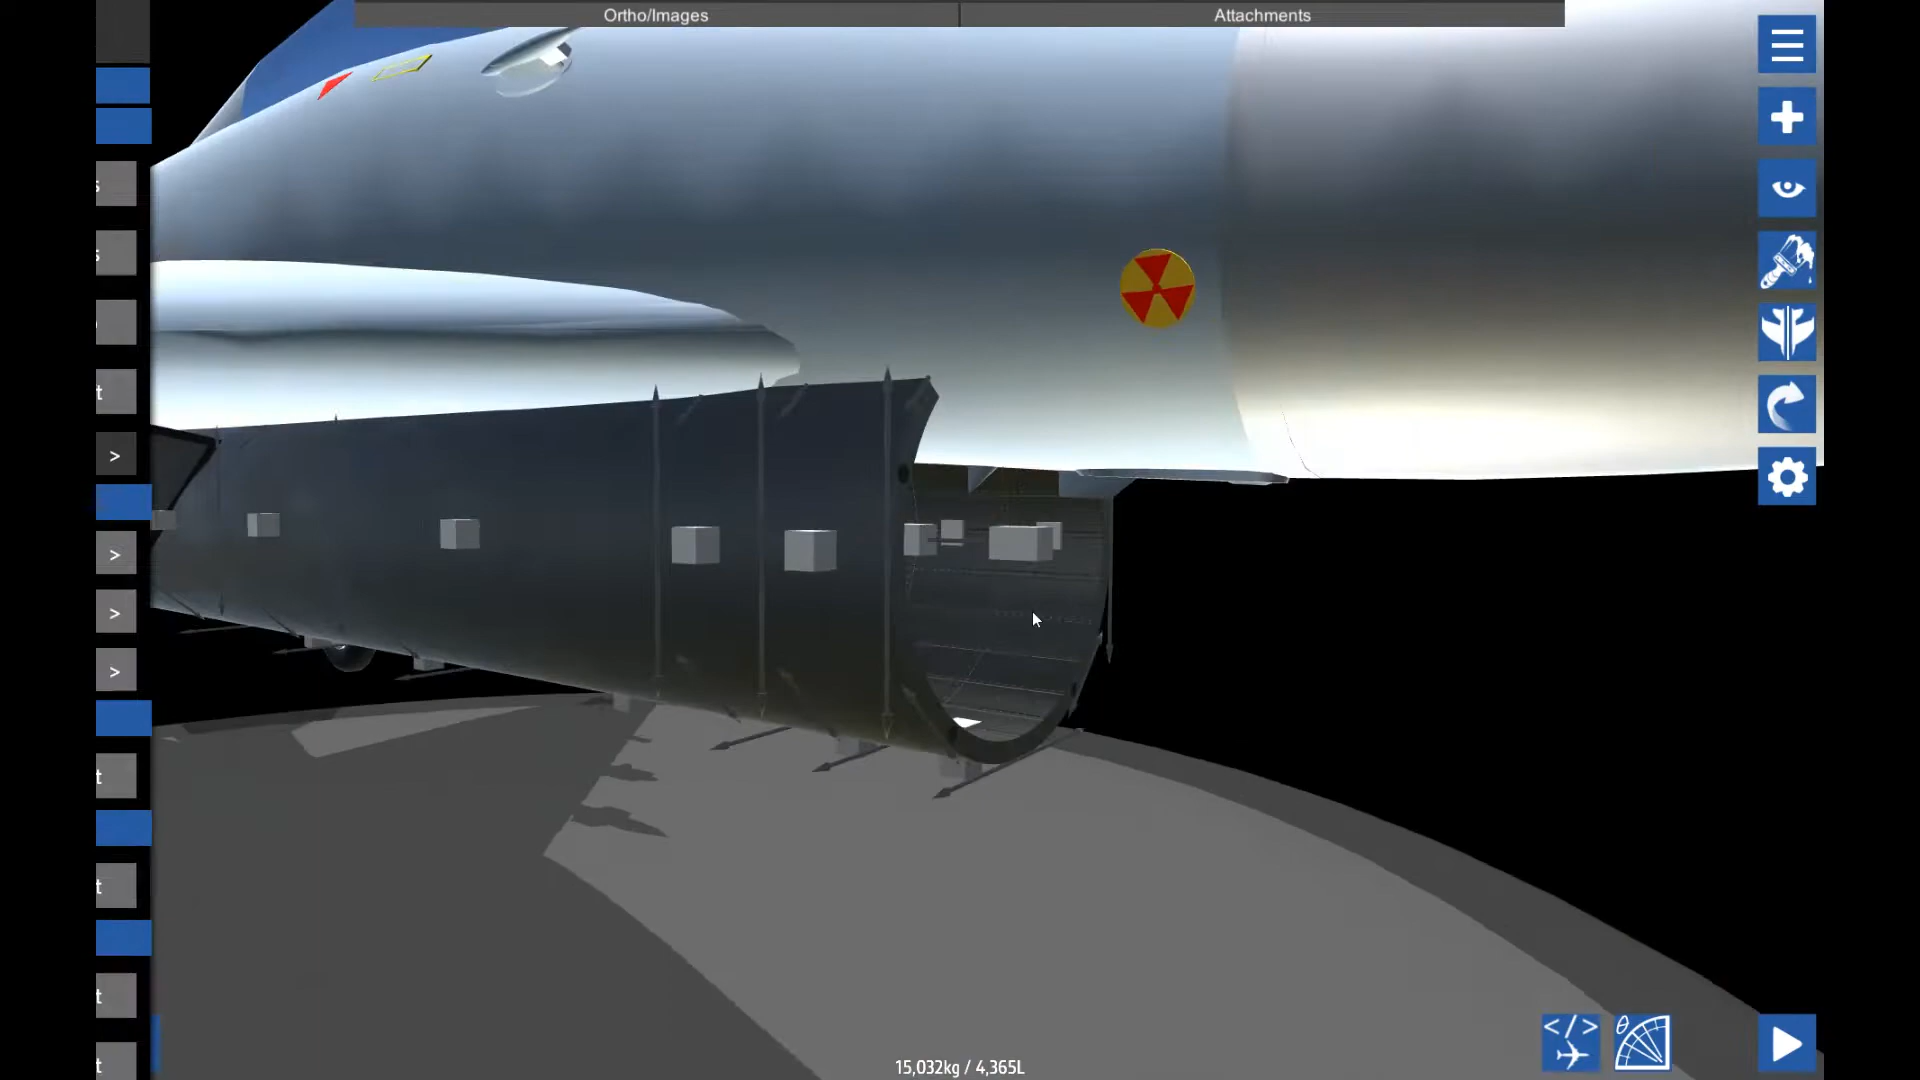 Ortho/Images
Attachments
s
s
t
>
>
>
>
t
t
t
t
</>
θ
15,032kg / 4,365L